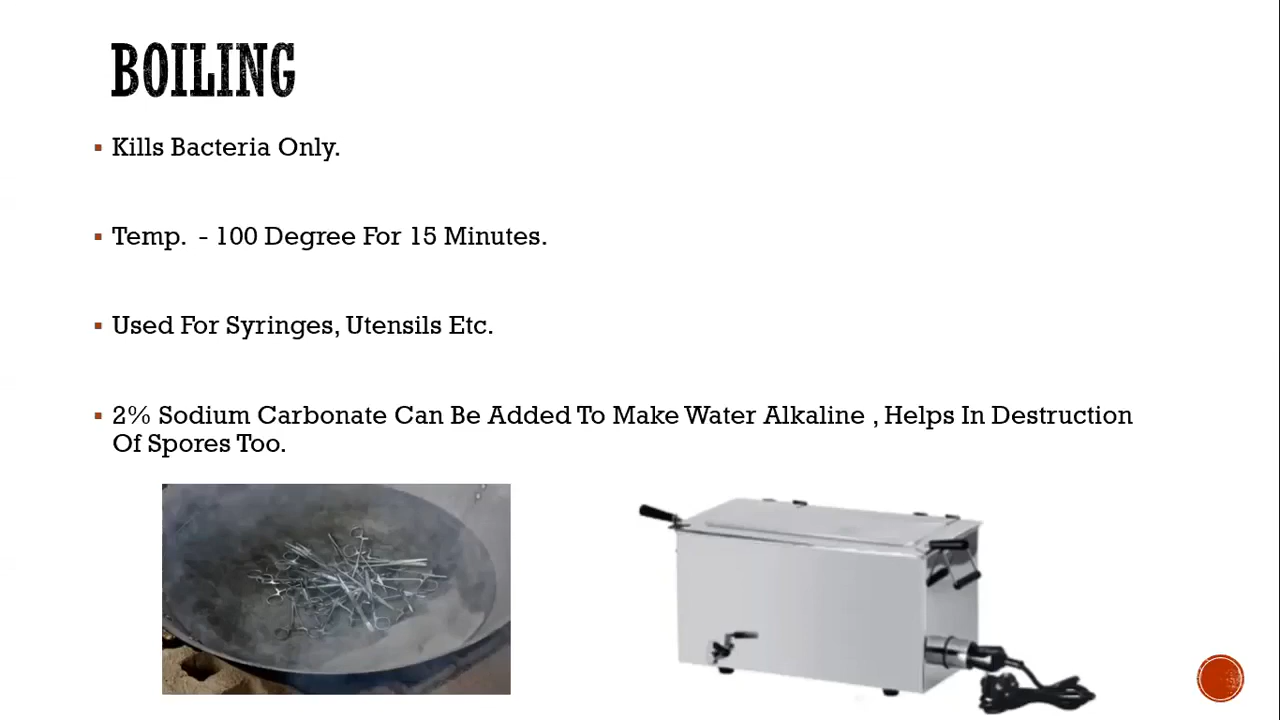 BOILING
Kills Bacteria Only.
Temp. - 100 Degree For 15 Minutes.
Used For Syringes, Utensils Etc.
2% Sodium Carbonate Can Be Added To Make Water Alkaline , Helps In Destruction
Of Spores Too.